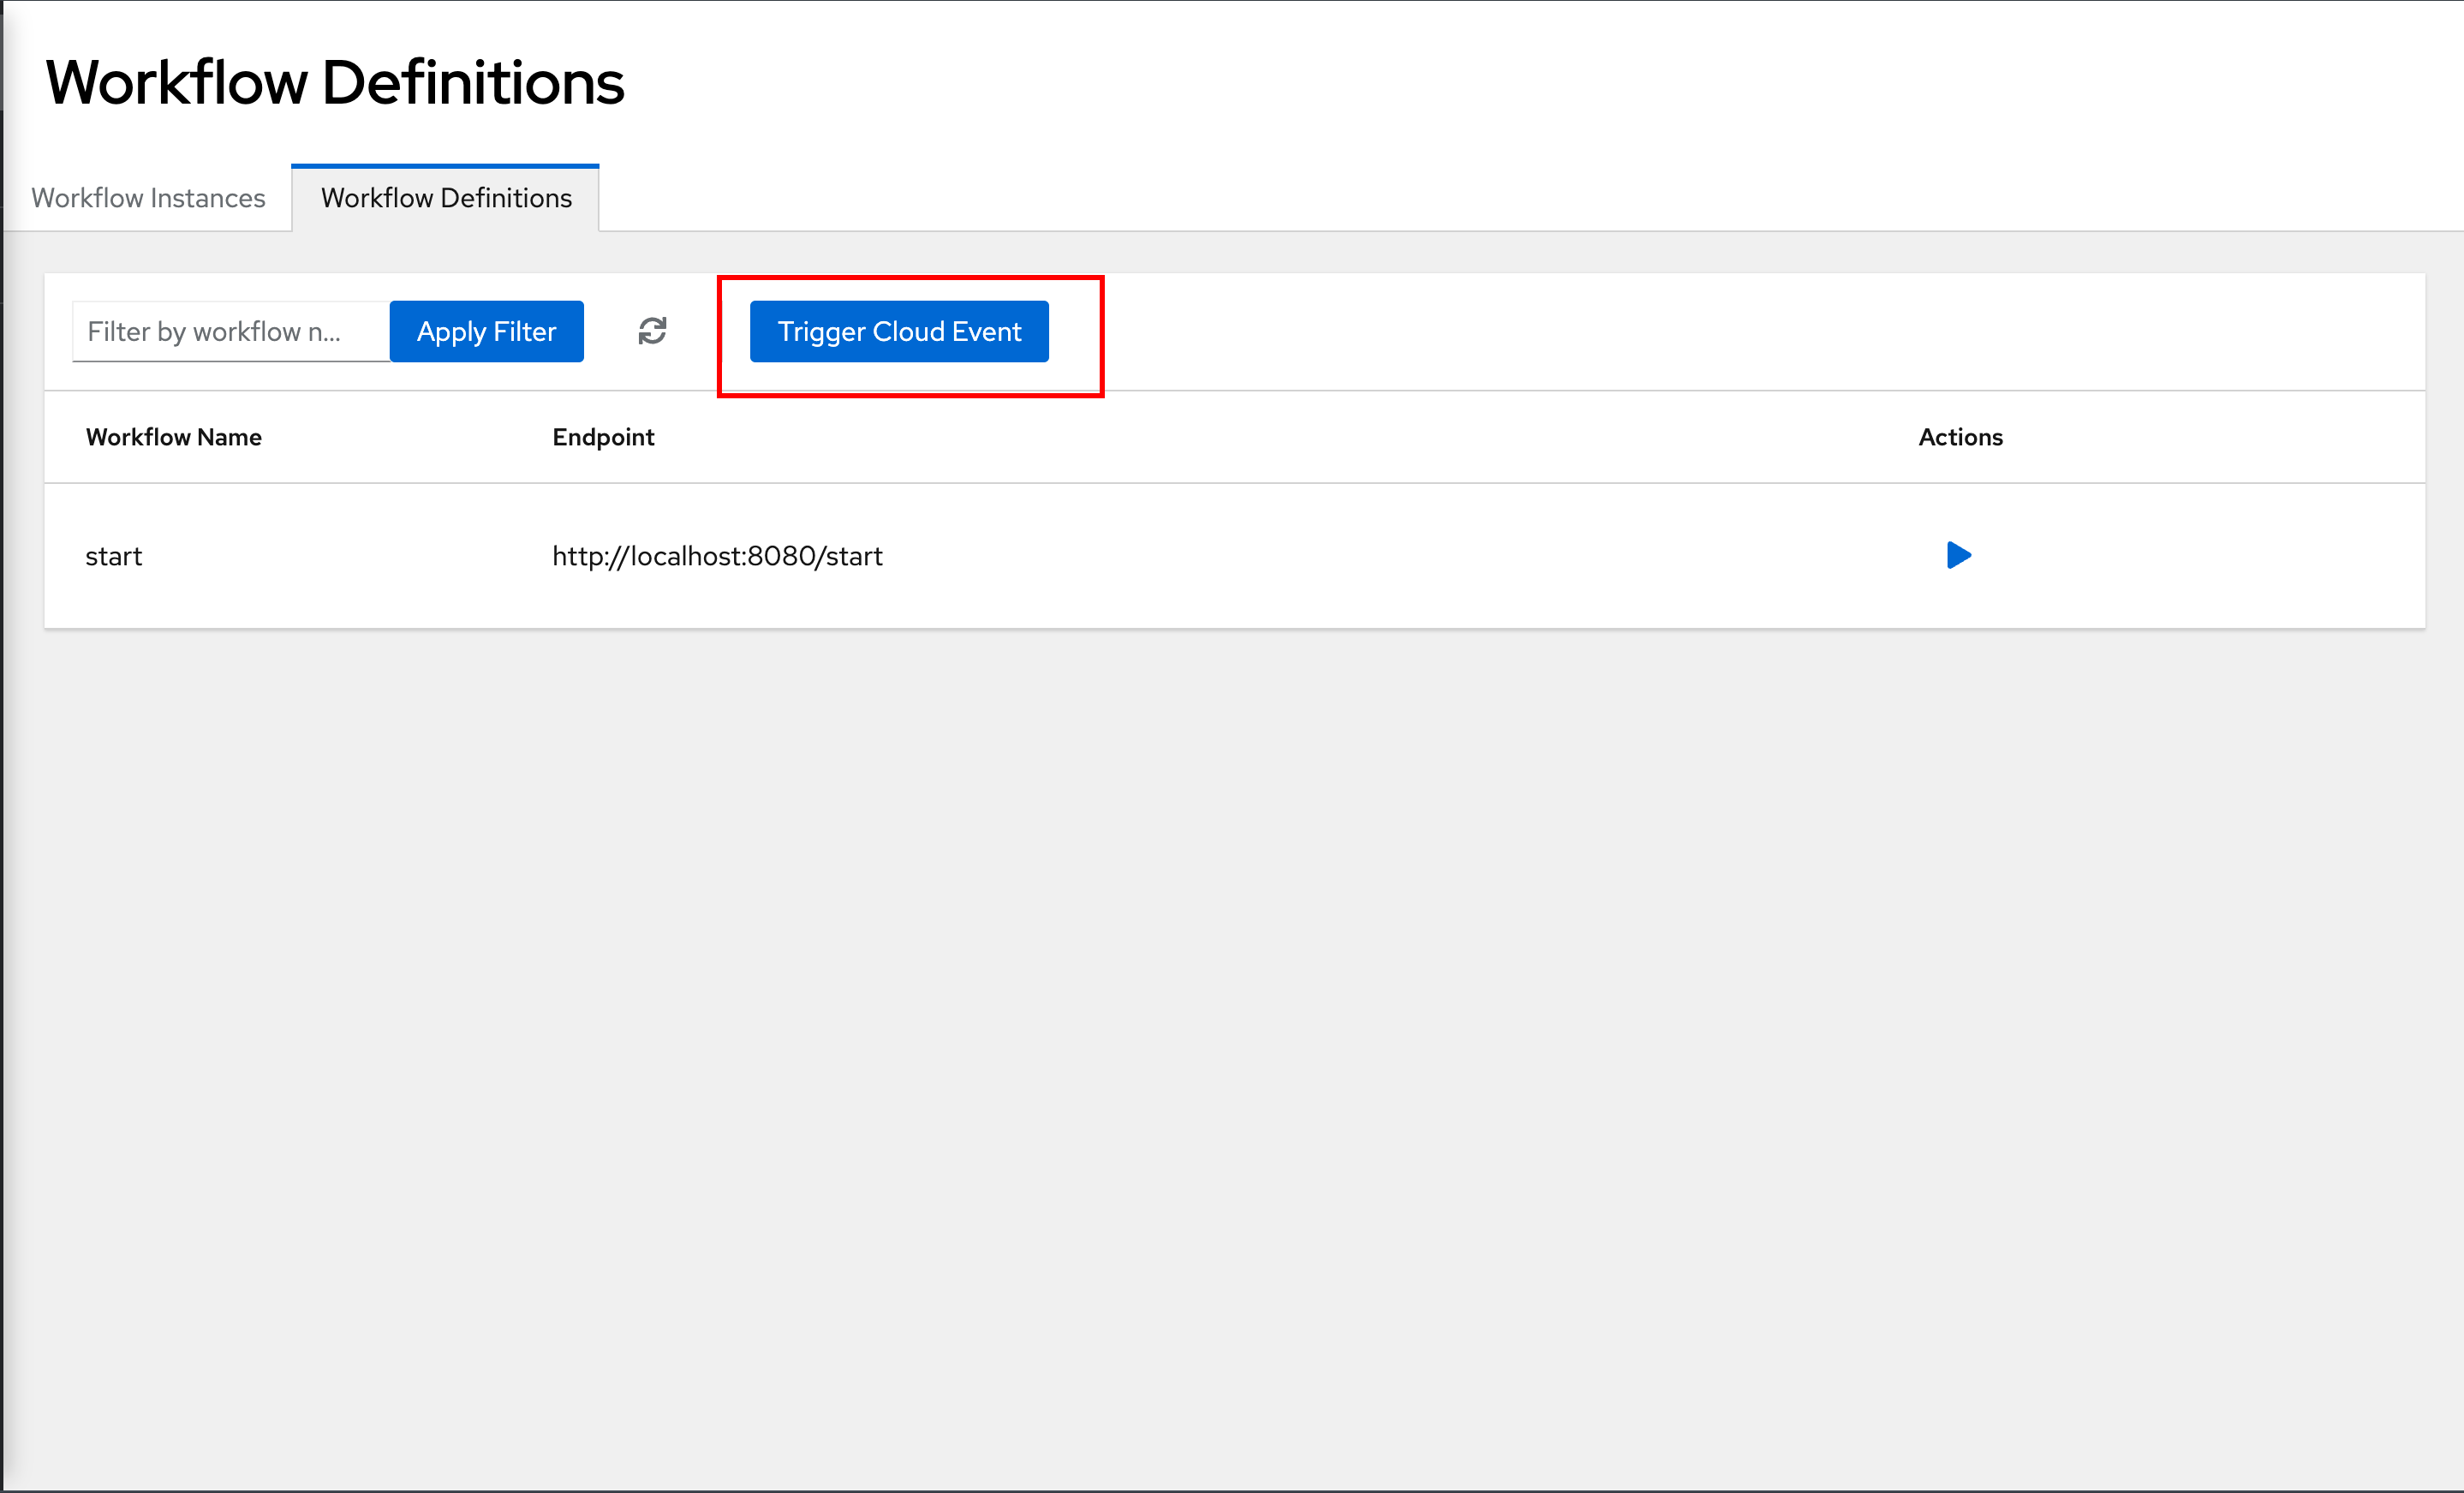 Workflow Definitions
Workflow Instances
Workflow Definitions
Filter by workflow n...
Apply Filter
Trigger Cloud Event
Workflow Name
Endpoint
Actions
start
http://localhost:8080/start